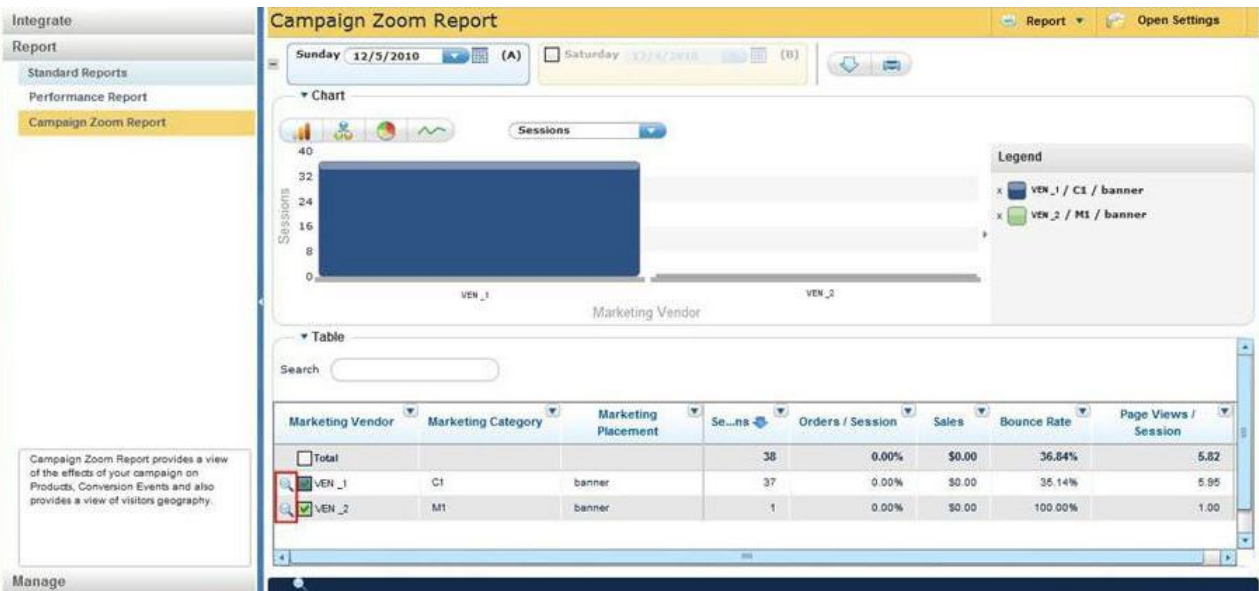 Integrate
Report
Standard Reports
Performance Report
Campaign Zoom Report
Campaign Zoom Report provides a view
of the effects of your campaign on
Products, Conversion Events and also
provides a view of visitors geography.
Manage
Campaign Zoom Report
Report
Open Settings
Sunday 12/5/2010 (A)
Saturday 12/4/2010 (B)
Chart
Sessions
40
32
24
16
8
0
Sessions
VEN_1
VEN_2
Marketing Vendor
Legend
x VEN_1 / C1 / banner
x VEN_2 / M1 / banner
Table
Search
Marketing Vendor Marketing Category Marketing Placement Se...ns Orders / Session Sales Bounce Rate Page Views / Session
Total 38 0.00% $0.00 36.84% 5.82
VEN_1 C1 banner 37 0.00% $0.00 35.14% 5.95
VEN_2 M1 banner 1 0.00% $0.00 100.00% 1.00